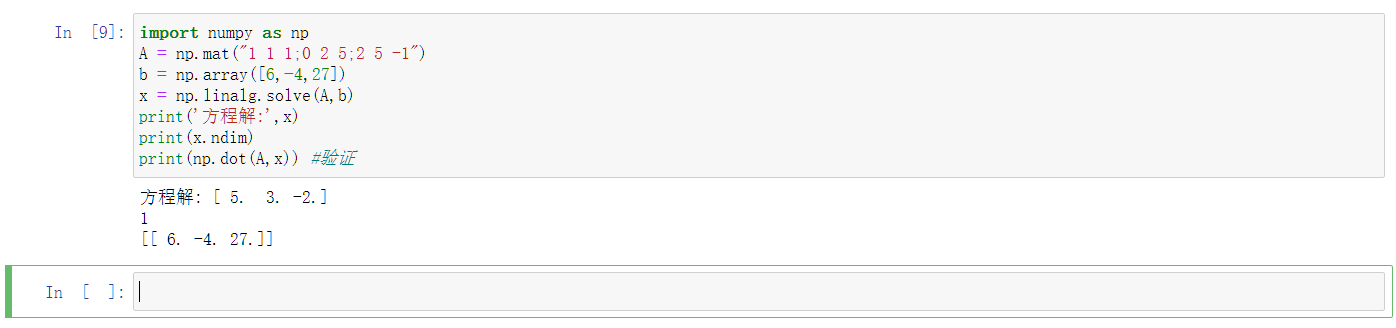 In [9]: import numpy as np
A = np.mat("1 1 1;0 2 5;2 5 -1")
b = np.array([6,-4,27])
x = np.linalg.solve(A,b)
print('方程解:',x)
print(x.ndim)
print(np.dot(A,x)) #验证
方程解: [ 5.  3. -2.]
1
[[ 6. -4. 27.]]
In [ ]: